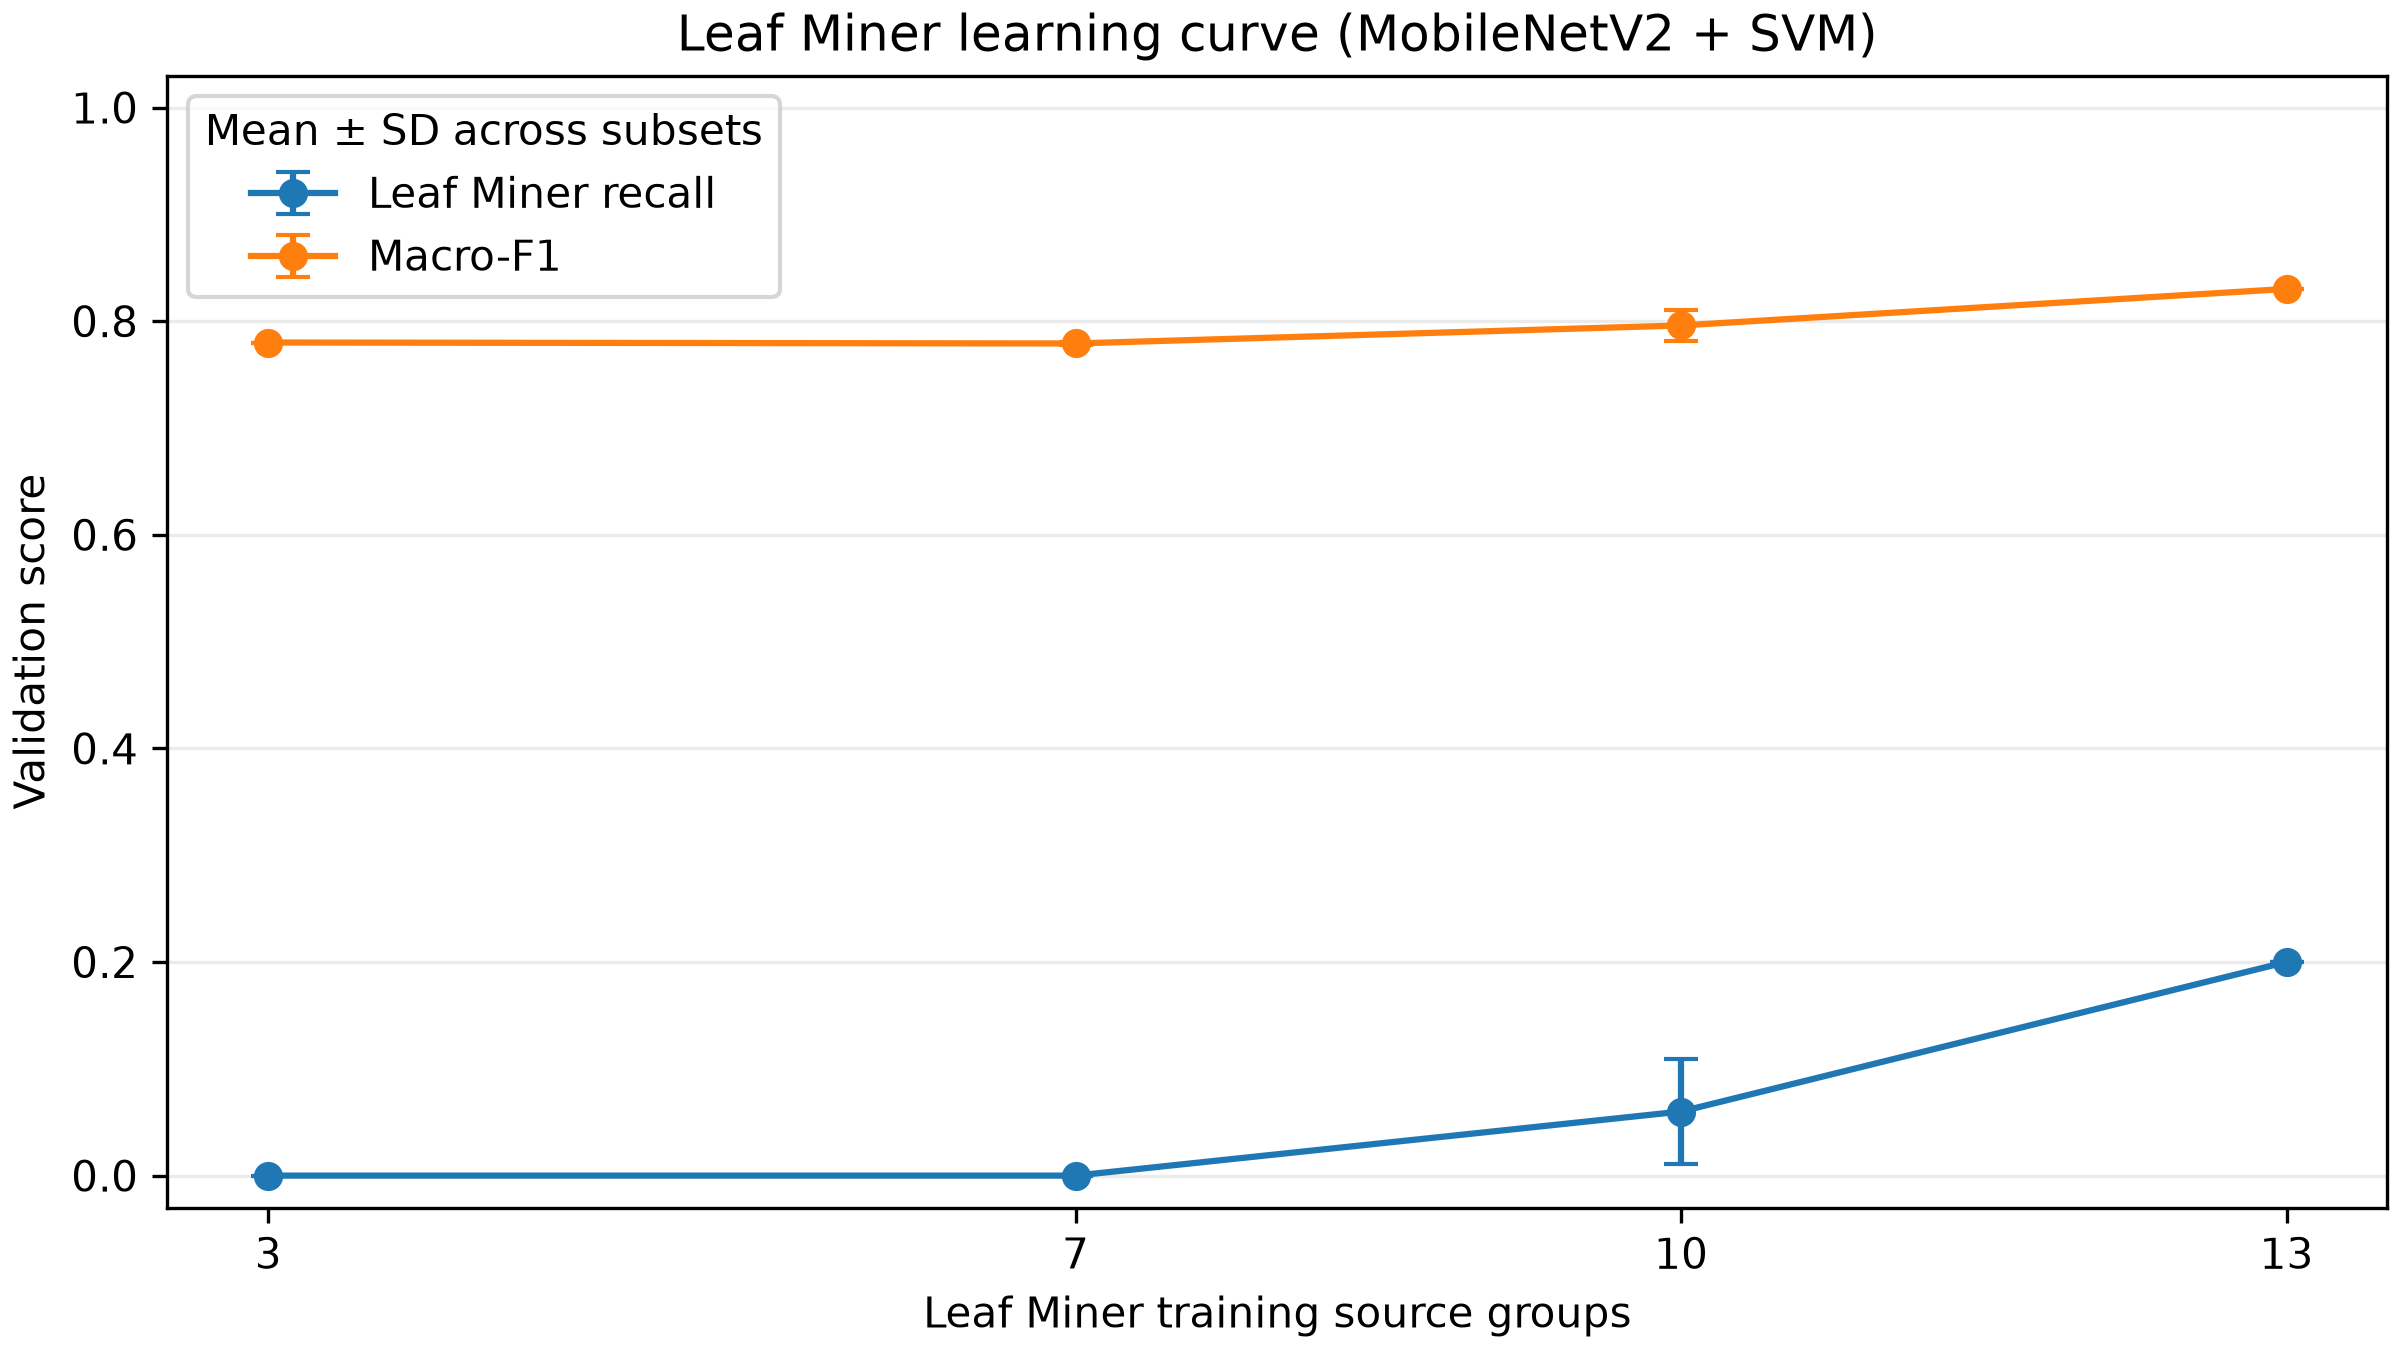 Leaf Miner learning curve (MobileNetV2 + SVM)
Mean ± SD across subsets
Leaf Miner recall
Macro-F1
1.0
0.8
0.6
0.4
0.2
0.0
Validation score
3 7 10 13
Leaf Miner training source groups